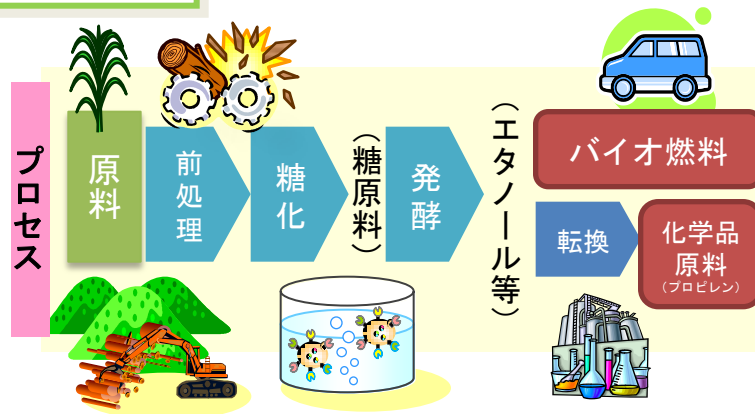 プロセス
原料
前処理
糖化
（糖原料）
発酵
（エタノール等）
バイオ燃料
転換
化学品
原料
（プロピレン）